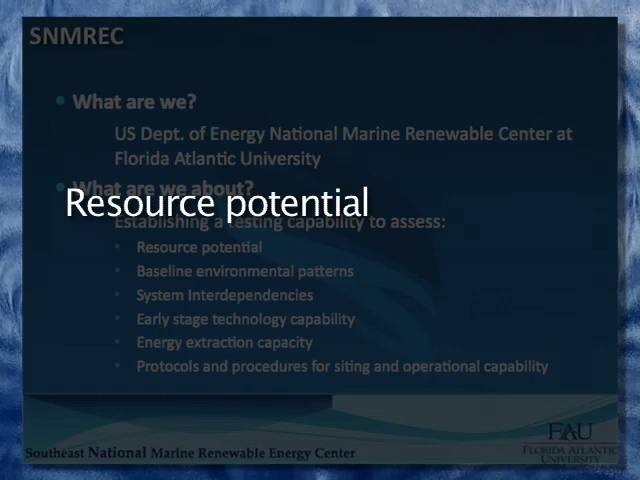 SNMREC
• What are we?
US Dept. of Energy National Marine Renewable Center at
Florida Atlantic University
• What are we about?
Resource potential
Establishing a testing capability to assess:
• Resource potential
• Baseline environmental patterns
• System Interdependencies
• Early stage technology capability
• Energy extraction capacity
• Protocols and procedures for siting and operational capability
Southeast National Marine Renewable Energy Center
FAU
FLORIDA ATLANTIC
UNIVERSITY